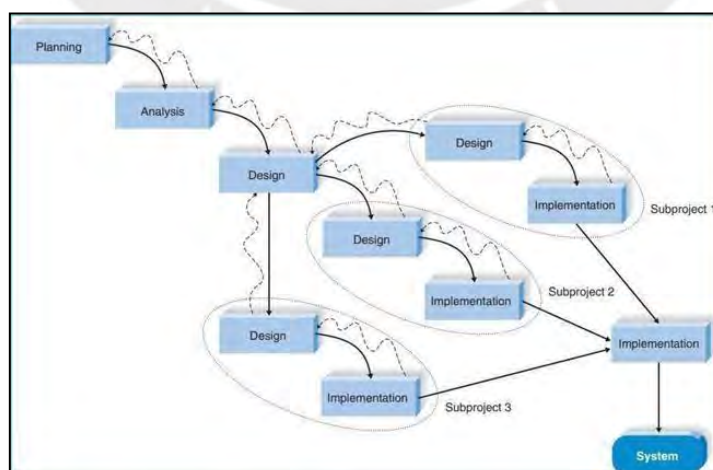 Planning
Analysis
Design
Design
Implementation
Subproject 1
Design
Implementation
Subproject 2
Design
Implementation
Subproject 3
Implementation
System